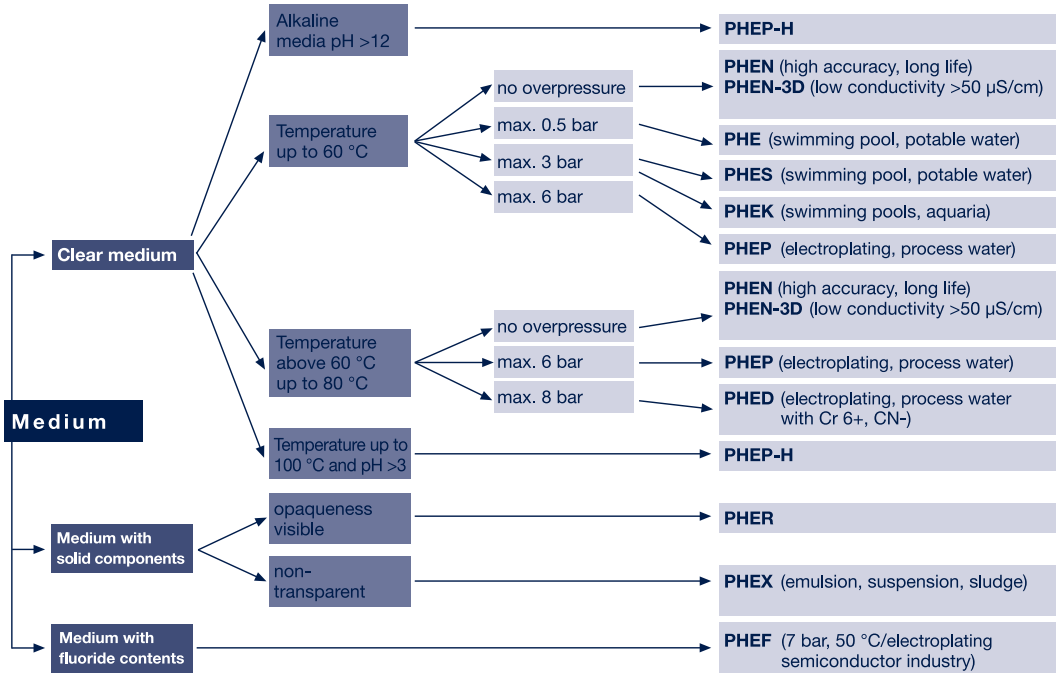 Medium
Clear medium
Alkaline
media pH >12
PHEP-H
Temperature
up to 60 °C
no overpressure
PHEN (high accuracy, long life)
PHEN-3D (low conductivity >50 µS/cm)
max. 0.5 bar
PHE (swimming pool, potable water)
max. 3 bar
PHES (swimming pool, potable water)
PHEK (swimming pools, aquaria)
max. 6 bar
PHEP (electroplating, process water)
Temperature
above 60 °C
up to 80 °C
no overpressure
PHEN (high accuracy, long life)
PHEN-3D (low conductivity >50 µS/cm)
max. 6 bar
PHEP (electroplating, process water)
max. 8 bar
PHED (electroplating, process water
with Cr 6+, CN-)
Temperature up to
100 °C and pH >3
PHEP-H
Medium with
solid components
opaqueness
visible
PHER
non-
transparent
PHEX (emulsion, suspension, sludge)
Medium with
fluoride contents
PHEF (7 bar, 50 °C/electroplating
semiconductor industry)